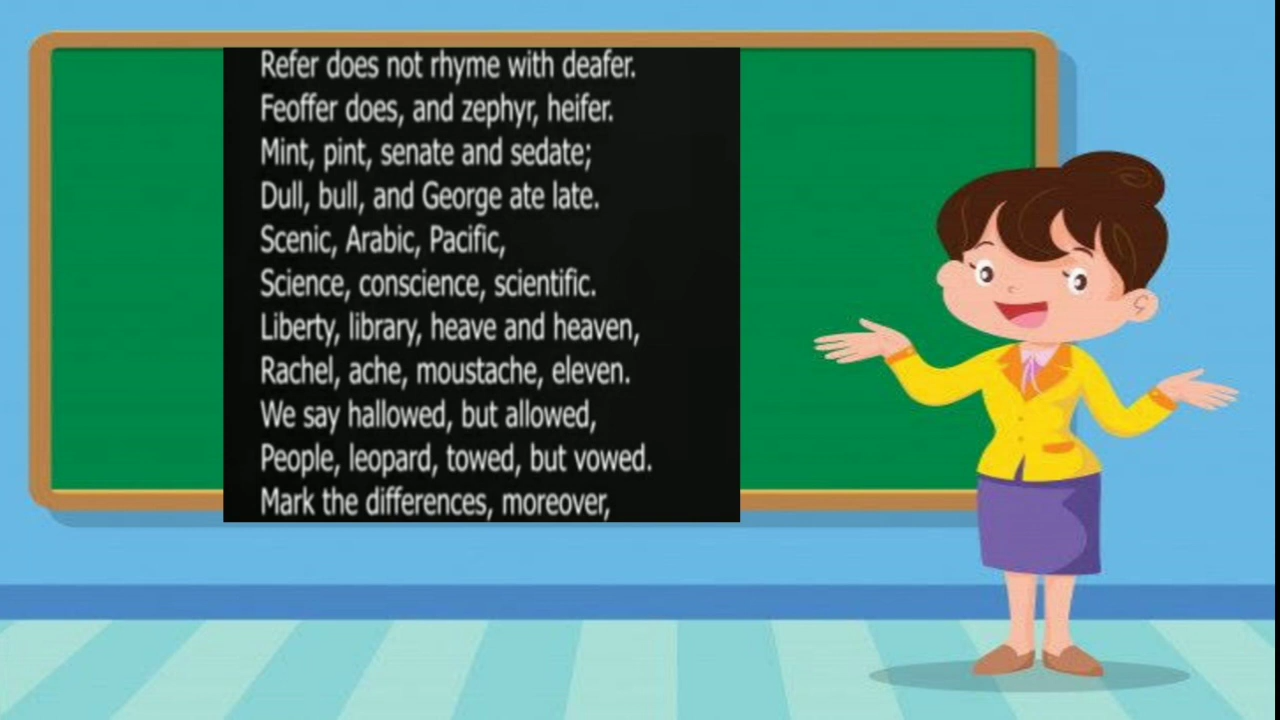 Refer does not rhyme with deafer.
Feoffer does, and zephyr, heifer.
Mint, pint, senate and sedate;
Dull, bull, and George ate late.
Scenic, Arabic, Pacific,
Science, conscience, scientific.
Liberty, library, heave and heaven,
Rachel, ache, moustache, eleven.
We say hallowed, but allowed,
People, leopard, towed, but vowed.
Mark the differences, moreover,